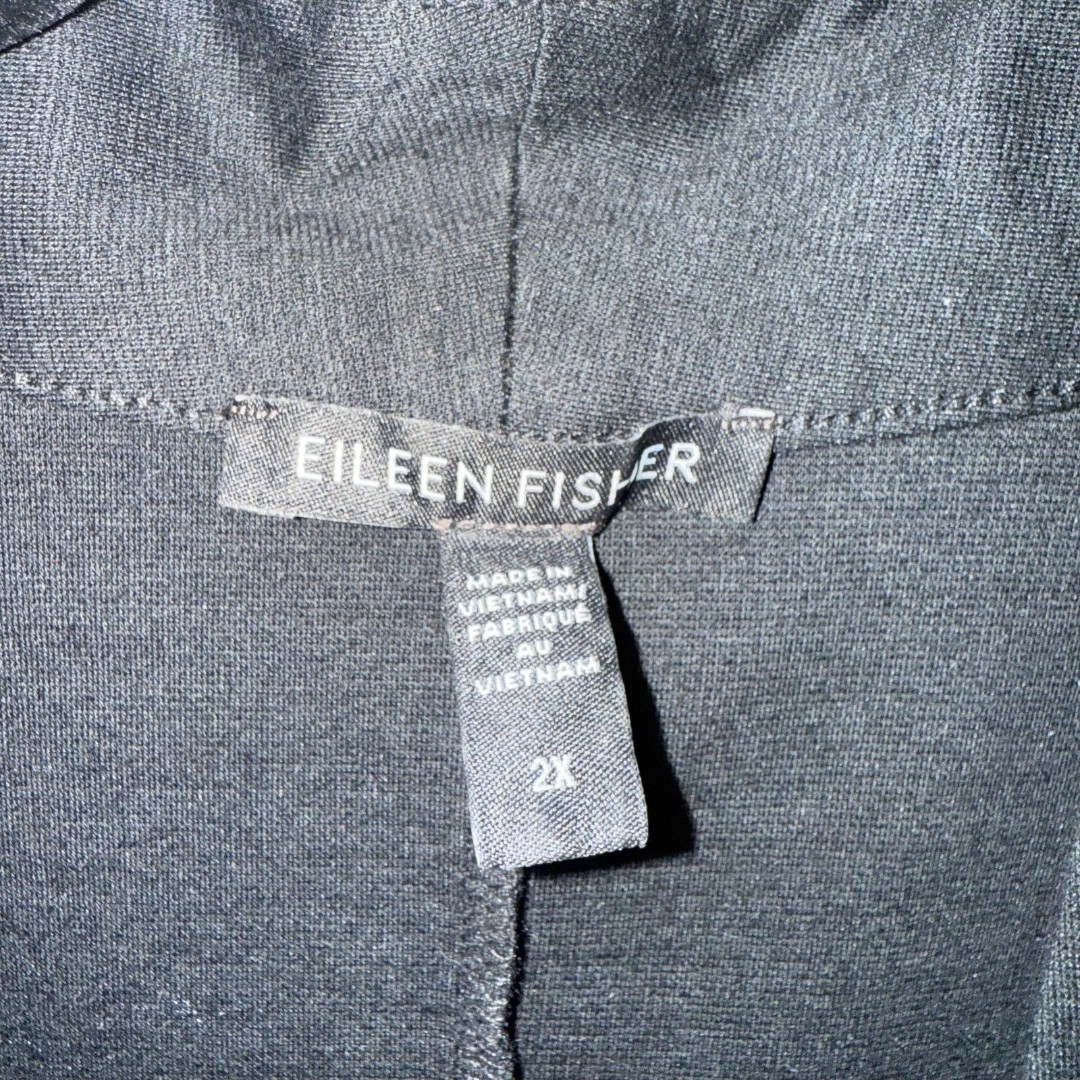 EILEEN FISHER
MADE IN
VIETNAM/
FABRIQUÉ
AU
VIETNAM
2X